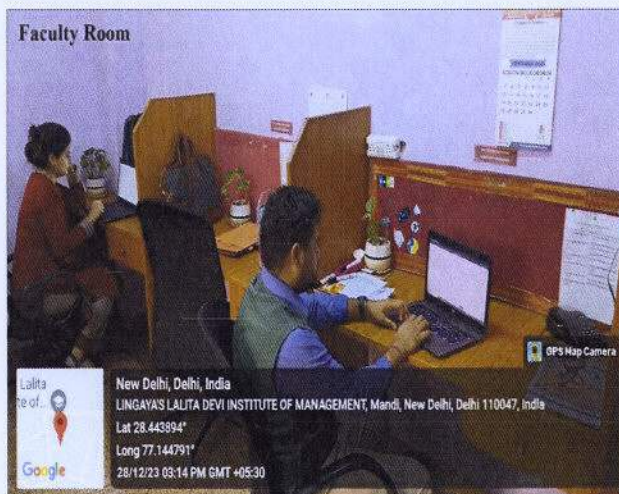 Faculty Room
GPS Map Camera
Lalita
te of...
Google
New Delhi, Delhi, India
LINGAYA'S LALITA DEVI INSTITUTE OF MANAGEMENT, Mandi, New Delhi, Delhi 110047, India
Lat 28.443894°
Long 77.144791°
28/12/23 03:14 PM GMT +05:30